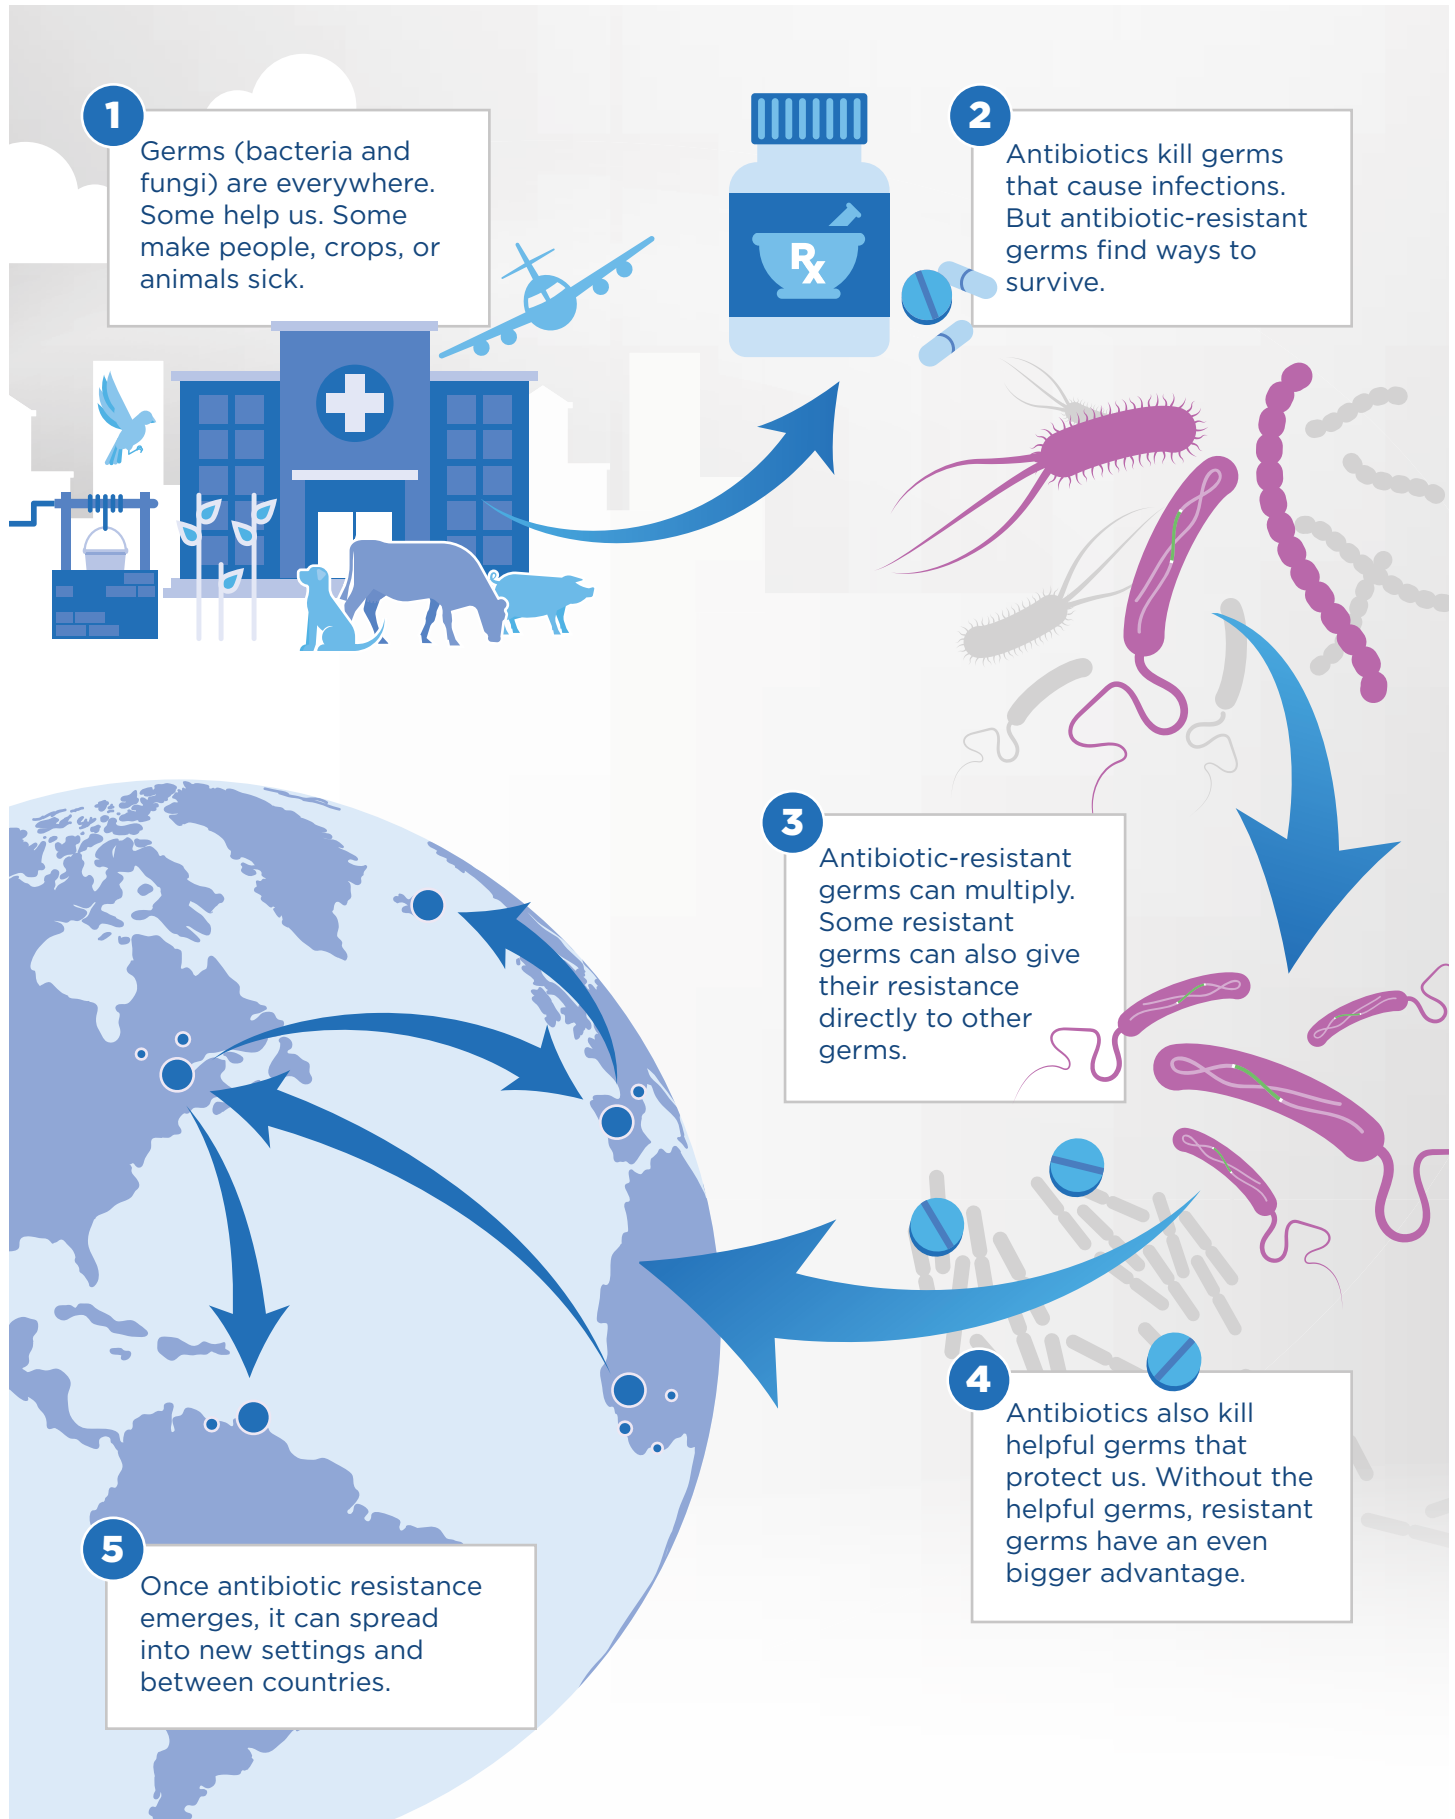 1
Germs (bacteria and
fungi) are everywhere.
Some help us. Some
make people, crops, or
animals sick.
Rx
2
Antibiotics kill germs
that cause infections.
But antibiotic-resistant
germs find ways to
survive.
3
Antibiotic-resistant
germs can multiply.
Some resistant
germs can also give
their resistance
directly to other
germs.
4
Antibiotics also kill
helpful germs that
protect us. Without the
helpful germs, resistant
germs have an even
bigger advantage.
5
Once antibiotic resistance
emerges, it can spread
into new settings and
between countries.